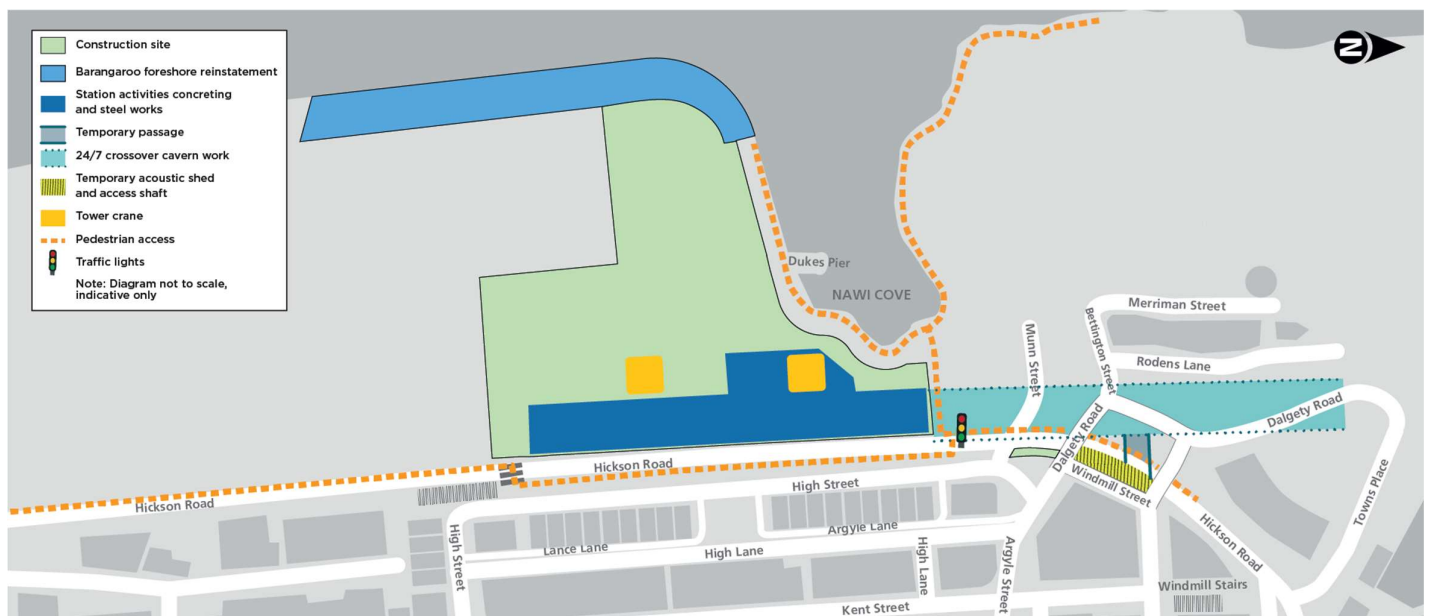 Construction site
Barangaroo foreshore reinstatement
Station activities concreting
and steel works
Temporary passage
24/7 crossover cavern work
Temporary acoustic shed
and access shaft
Tower crane
Pedestrian access
Traffic lights
Note: Diagram not to scale,
indicative only
N
Dukes Pier
NAWI COVE
Merriman Street
Bettington Street
Munn Street
Rodens Lane
Dalgety Road
Dalgety Road
Windmill Street
Towns Place
Hickson Road
Hickson Road
Hickson Road
High Street
High Street
Argyle Lane
Lance Lane
High Lane
High Lane
Argyle Street
Windmill Stairs
Kent Street